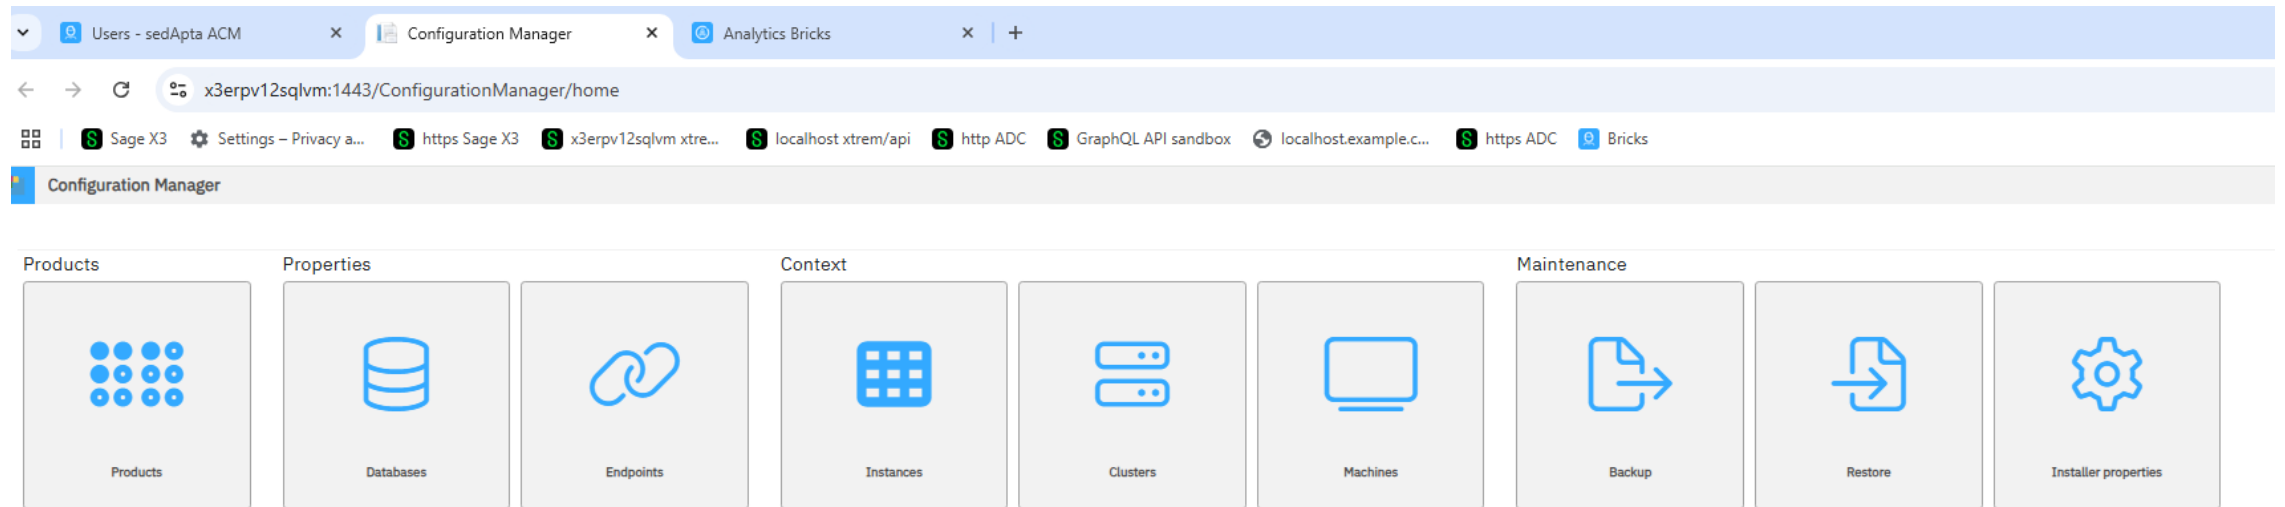 Users - sedApta ACM
Configuration Manager
Analytics Bricks
x3erpv12sqlvm:1443/ConfigurationManager/home
Sage X3
Settings – Privacy a...
https Sage X3
x3erpv12sqlvm xtre...
localhost xtrem/api
http ADC
GraphQL API sandbox
localhost.example.c...
https ADC
Bricks
Configuration Manager
Products
Properties
Context
Maintenance
Products
Databases
Endpoints
Instances
Clusters
Machines
Backup
Restore
Installer properties